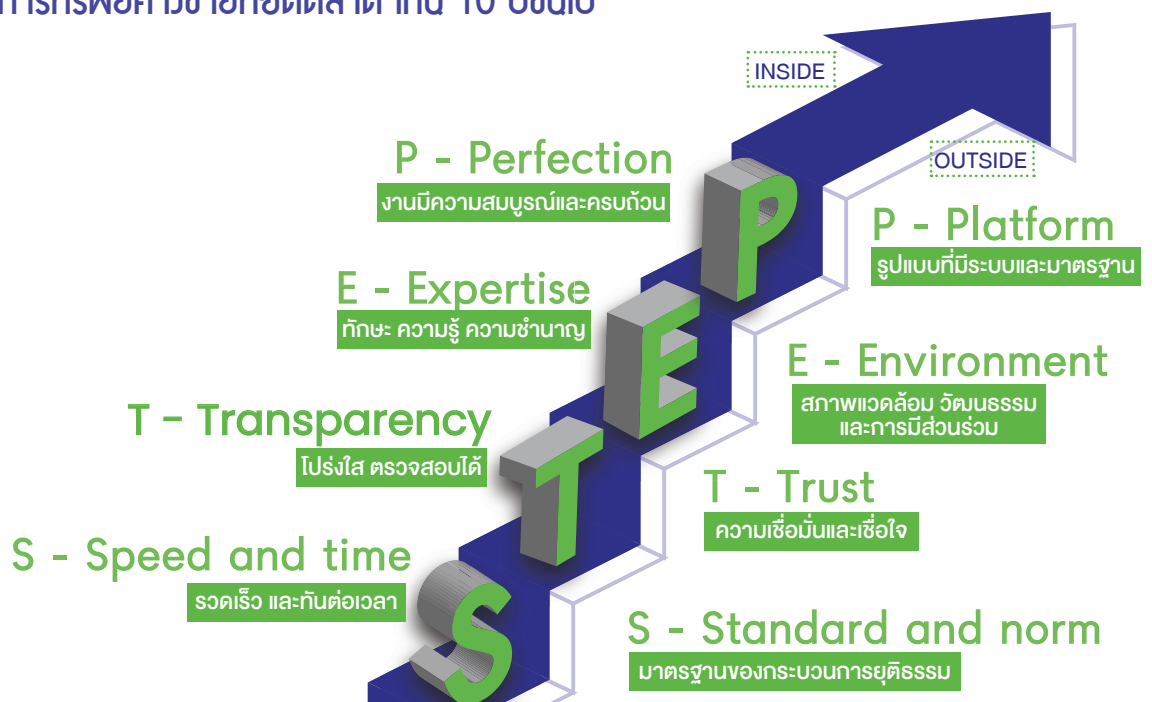 INSIDE
OUTSIDE
P - Perfection
งานมีความสมบูรณ์และครบถ้วน
P - Platform
รูปแบบที่มีระบบและมาตรฐาน
E - Expertise
ทักษะ ความรู้ ความชำนาญ
E - Environment
สภาพแวดล้อม วัฒนธรรม
และการมีส่วนร่วม
T - Transparency
โปร่งใส ตรวจสอบได้
T - Trust
ความเชื่อมั่นและเชื่อใจ
S - Speed and time
รวดเร็ว และทันต่อเวลา
S - Standard and norm
มาตรฐานของกระบวนการยุติธรรม
P
E
T
S